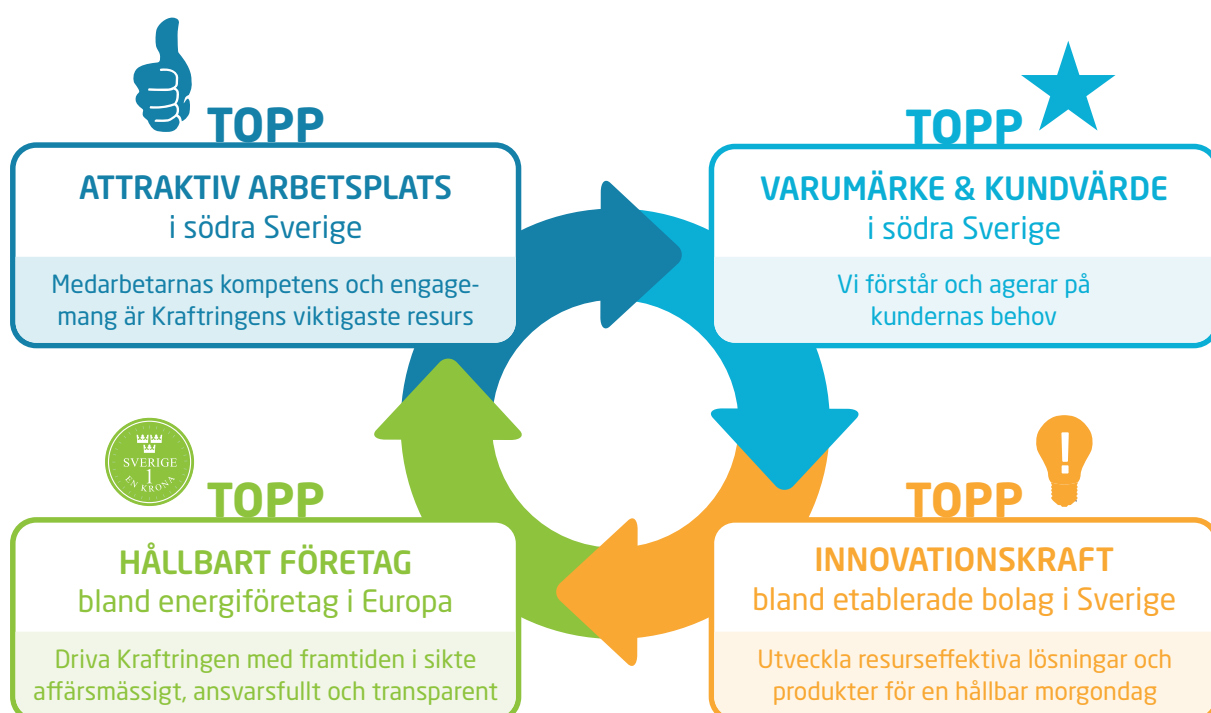 TOPP
ATTRAKTIV ARBETSPLATS
i södra Sverige
Medarbetarnas kompetens och engage-
mang är Kraftringens viktigaste resurs
TOPP
VARUMÄRKE & KUNDVÄRDE
i södra Sverige
Vi förstår och agerar på
kundernas behov
SVERIGE
1
EN KRONA
TOPP
HÅLLBART FÖRETAG
bland energiföretag i Europa
Driva Kraftringen med framtiden i sikte
affärsmässigt, ansvarsfullt och transparent
!
TOPP
INNOVATIONSKRAFT
bland etablerade bolag i Sverige
Utveckla resurseffektiva lösningar och
produkter för en hållbar morgondag